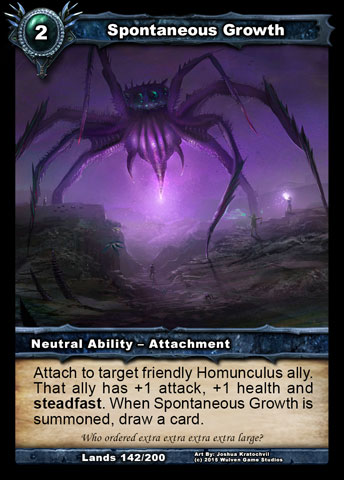 2
Spontaneous Growth
Neutral Ability – Attachment
Attach to target friendly Homunculus ally.
That ally has +1 attack, +1 health and
steadfast. When Spontaneous Growth is
summoned, draw a card.
Who ordered extra extra extra extra large?
Lands 142/200
Art By: Joshua Kratochvil
(c) 2015 Wulven Game Studios